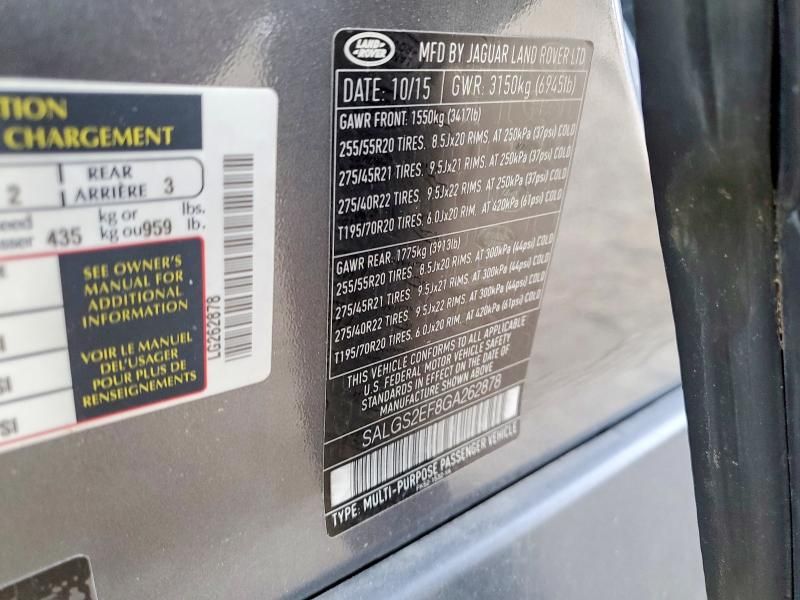 TION
CHARGEMENT
2
REAR
ARRIÈRE 3
kg or lbs.
435 kg ou 959 lb.
SEE OWNER'S
MANUAL FOR
ADDITIONAL
INFORMATION
VOIR LE MANUEL
DE L'USAGER
POUR PLUS DE
RENSEIGNEMENTS
LG262878
LAND
ROVER
MFD BY JAGUAR LAND ROVER LTD
DATE: 10/15 GWR: 3150kg (6945lb)
GAWR FRONT: 1550kg (3417lb)
255/55R20 TIRES. 8.5Jx20 RIMS. AT 250kPa (37psi) COLD
275/45R21 TIRES. 9.5Jx21 RIMS. AT 250kPa (37psi) COLD
275/40R22 TIRES. 9.5Jx22 RIMS. AT 250kPa (37psi) COLD
T195/70R20 TIRES. 6.0Jx20 RIM. AT 420kPa (61psi) COLD
GAWR REAR: 1775kg (3913lb)
255/55R20 TIRES. 8.5Jx20 RIMS. AT 300kPa (44psi) COLD
275/45R21 TIRES. 9.5Jx21 RIMS. AT 300kPa (44psi) COLD
275/40R22 TIRES. 9.5Jx22 RIMS. AT 300kPa (44psi) COLD
T195/70R20 TIRES. 6.0Jx20 RIM. AT 420kPa (61psi) COLD
THIS VEHICLE CONFORMS TO ALL APPLICABLE
U.S. FEDERAL MOTOR VEHICLE SAFETY
STANDARDS IN EFFECT ON THE DATE OF
MANUFACTURE SHOWN ABOVE
SALGS2EF8GA262878
TYPE: MULTI-PURPOSE PASSENGER VEHICLE